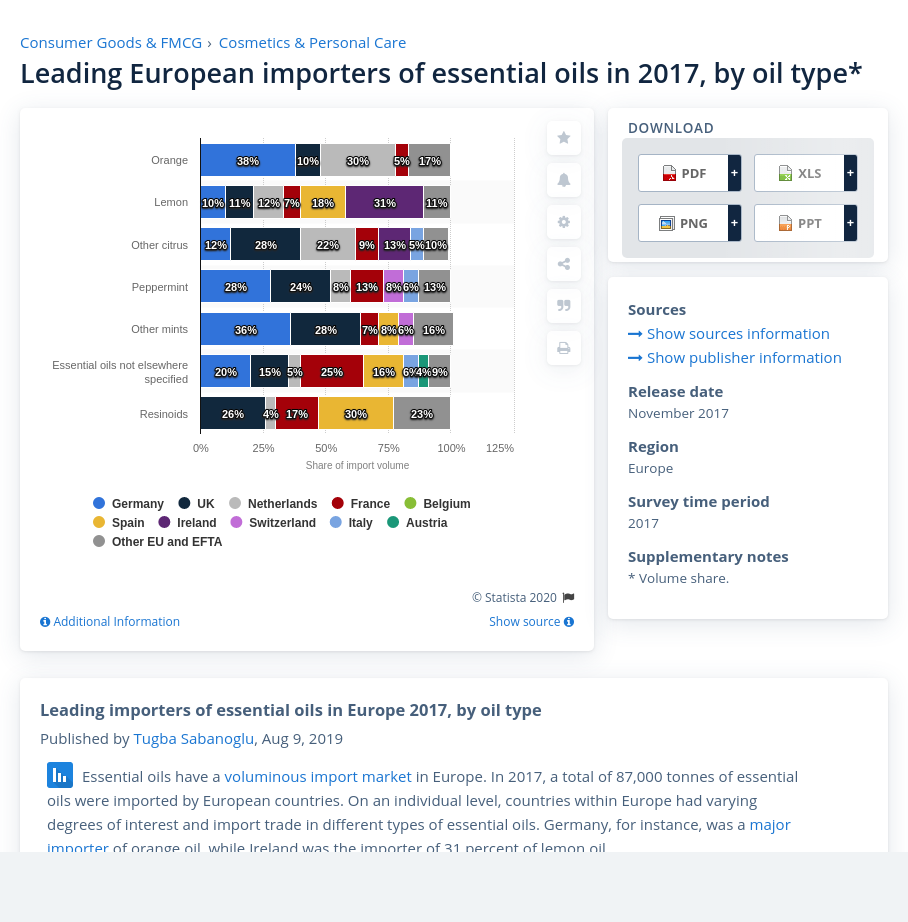 Consumer Goods & FMCG › Cosmetics & Personal Care
Leading European importers of essential oils in 2017, by oil type*
Orange 38% 10% 30% 5% 17%
Lemon 10% 11% 12% 7% 18% 31% 11%
Other citrus 12% 28% 22% 9% 13% 5% 10%
Peppermint 28% 24% 8% 13% 8% 6% 13%
Other mints 36% 28% 7% 8% 6% 16%
Essential oils not elsewhere
specified 20% 15% 5% 25% 16% 6% 4% 9%
Resinoids 26% 4% 17% 30% 23%
0% 25% 50% 75% 100% 125%
Share of import volume
Germany UK Netherlands France Belgium
Spain Ireland Switzerland Italy Austria
Other EU and EFTA
© Statista 2020
Additional Information Show source
DOWNLOAD
PDF + XLS +
PNG + PPT +
Sources
Show sources information
Show publisher information
Release date
November 2017
Region
Europe
Survey time period
2017
Supplementary notes
* Volume share.
Leading importers of essential oils in Europe 2017, by oil type
Published by Tugba Sabanoglu, Aug 9, 2019
Essential oils have a voluminous import market in Europe. In 2017, a total of 87,000 tonnes of essential
oils were imported by European countries. On an individual level, countries within Europe had varying
degrees of interest and import trade in different types of essential oils. Germany, for instance, was a major
importer of orange oil, while Ireland was the importer of 31 percent of lemon oil.